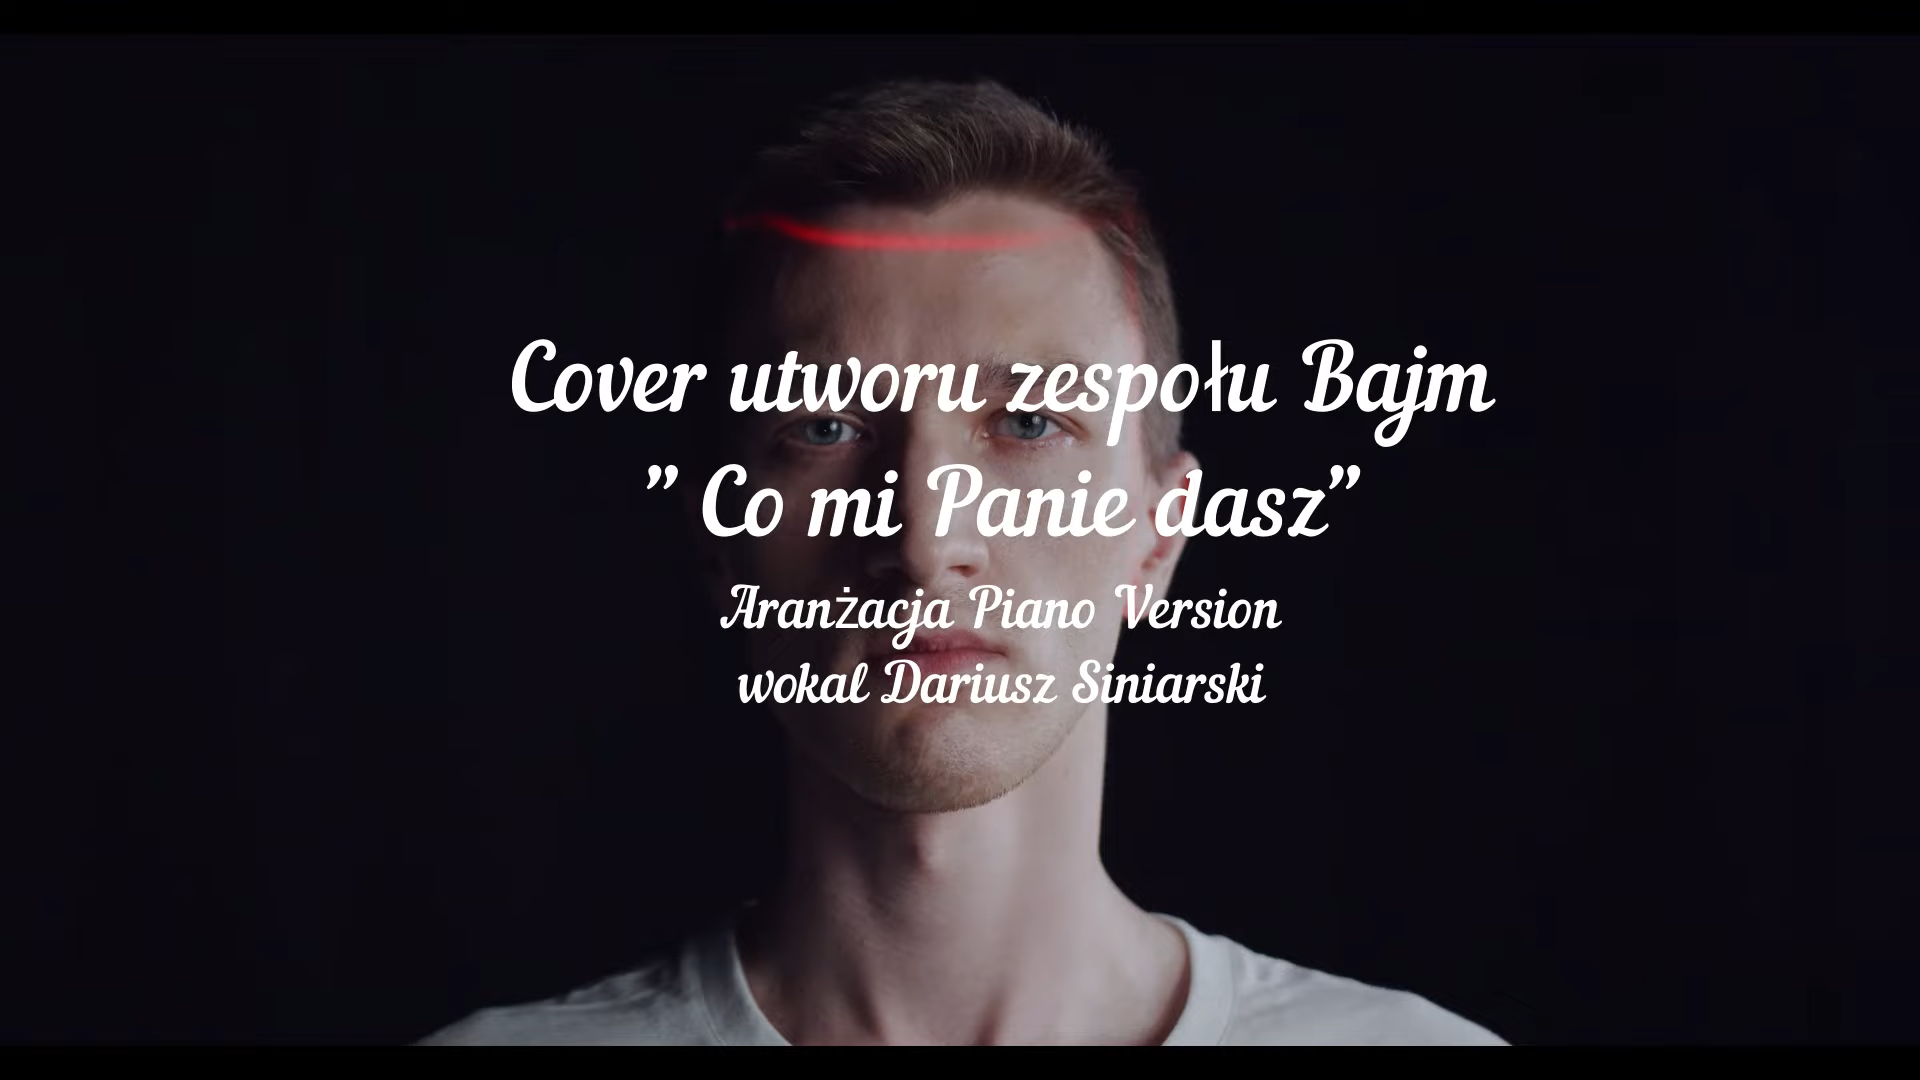 Cover utworu zespołu Bajm
” Co mi Panie dasz”
Aranżacja Piano Version
wokal Dariusz Siniarski